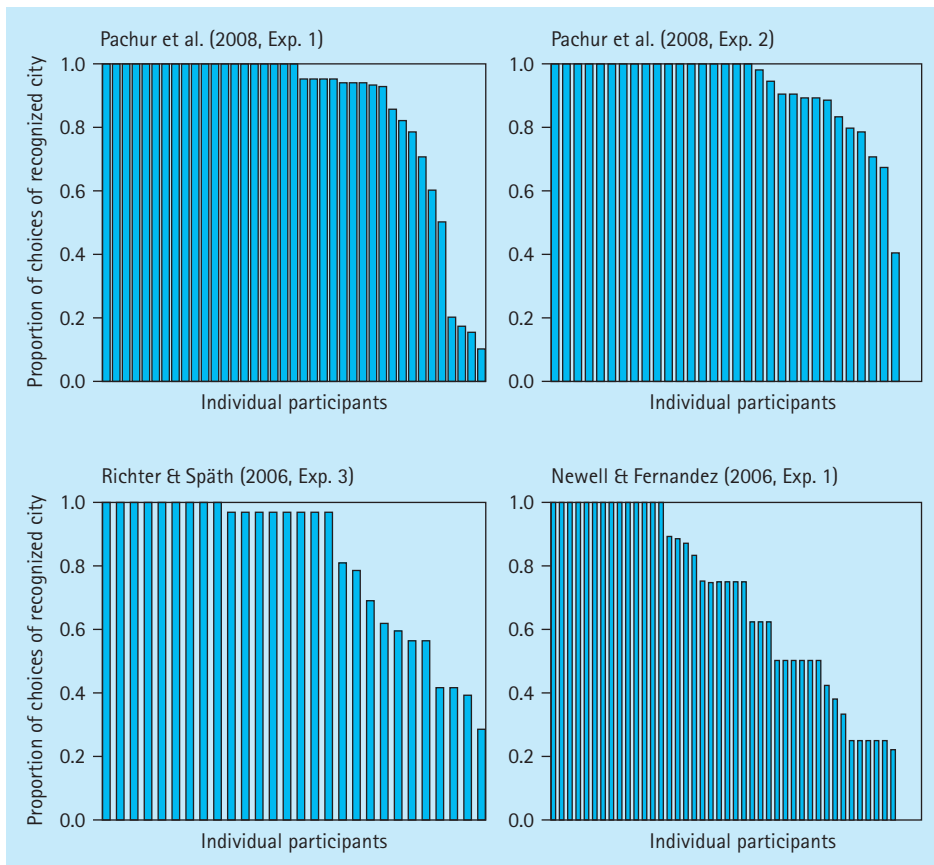 Pachur et al. (2008, Exp. 1)
Proportion of choices of recognized city
1.0
0.8
0.6
0.4
0.2
0.0
Individual participants
Pachur et al. (2008, Exp. 2)
1.0
0.8
0.6
0.4
0.2
0.0
Individual participants
Richter & Späth (2006, Exp. 3)
Proportion of choices of recognized city
1.0
0.8
0.6
0.4
0.2
0.0
Individual participants
Newell & Fernandez (2006, Exp. 1)
1.0
0.8
0.6
0.4
0.2
0.0
Individual participants